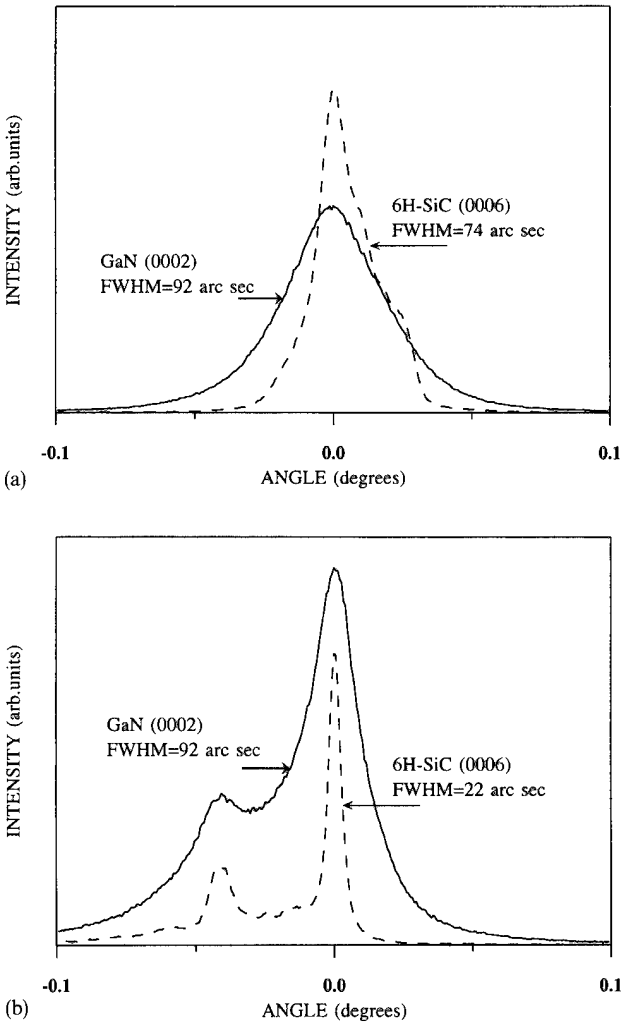 INTENSITY (arb.units)
6H-SiC (0006)
FWHM=74 arc sec
GaN (0002)
FWHM=92 arc sec
-0.1
0.0
0.1
ANGLE (degrees)
(a)
INTENSITY (arb.units)
GaN (0002)
FWHM=92 arc sec
6H-SiC (0006)
FWHM=22 arc sec
-0.1
0.0
0.1
ANGLE (degrees)
(b)